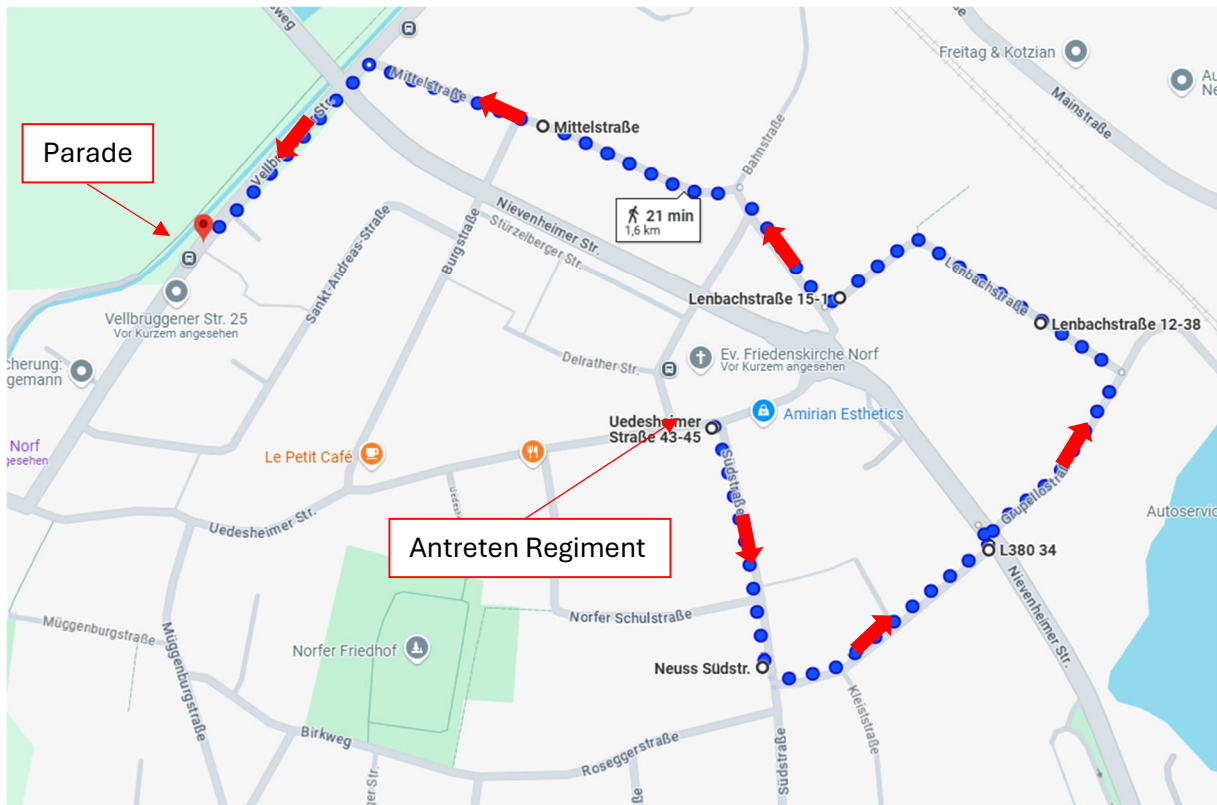 Freitag & Kotzian
Mainstraße
Parade
Mittelstraße
Mittelstraße
Bahnstraße
Nievenheimer Str.
Stürzelberger Str.
21 min
1,6 km
Burgstraße
Sankt-Andreas-Straße
Vellbrüggener Str. 25
Vor Kurzem angesehen
Lenbachstraße 15-1
Lenbachstraße
Lenbachstraße 12-38
Delrather Str.
Ev. Friedenskirche Norf
Vor Kurzem angesehen
Uedesheimer
Straße 43-45
Amirian Esthetics
Norf
Le Petit Café
Südstraße
Uedesheimer Str.
Antreten Regiment
Grupellostraße
Autoservic
L380 34
Nievenheimer Str.
Norfer Schulstraße
Müggenburgstraße
Müggenburgstraße
Norfer Friedhof
Neuss Südstr.
Kleiststraße
Birkweg
Roseggerstraße
Südstraße